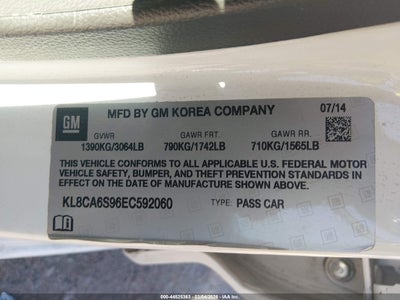 MFD BY GM KOREA COMPANY 07/14
GM
GVWR GAWR FRT. GAWR RR.
1390KG/3064LB 790KG/1742LB 710KG/1565LB
THIS VEHICLE CONFORMS TO ALL APPLICABLE U.S. FEDERAL MOTOR
VEHICLE SAFETY, BUMPER, AND THEFT PREVENTION STANDARDS IN
EFFECT ON THE DATE OF MANUFACTURE SHOWN ABOVE.
KL8CA6S96EC592060 TYPE: PASS CAR